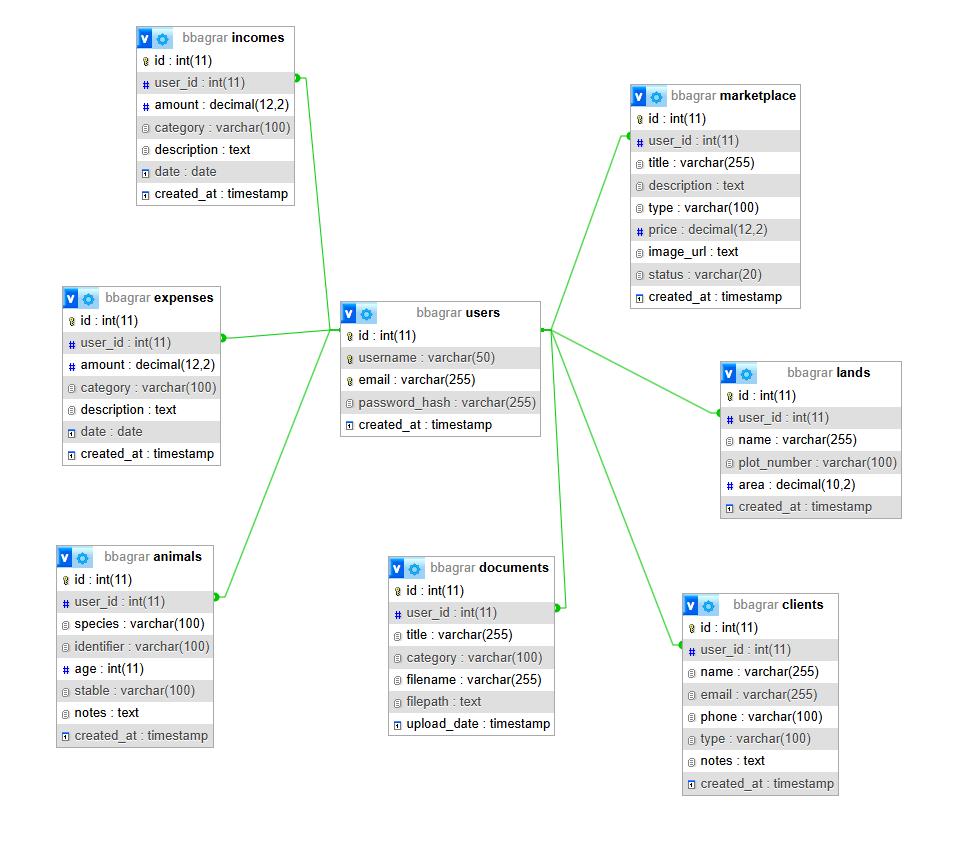 bbagrar incomes
id : int(11)
user_id : int(11)
amount : decimal(12,2)
category : varchar(100)
description : text
date : date
created_at : timestamp
bbagrar marketplace
id : int(11)
user_id : int(11)
title : varchar(255)
description : text
type : varchar(100)
price : decimal(12,2)
image_url : text
status : varchar(20)
created_at : timestamp
bbagrar expenses
id : int(11)
user_id : int(11)
amount : decimal(12,2)
category : varchar(100)
description : text
date : date
created_at : timestamp
bbagrar users
id : int(11)
username : varchar(50)
email : varchar(255)
password_hash : varchar(255)
created_at : timestamp
bbagrar lands
id : int(11)
user_id : int(11)
name : varchar(255)
plot_number : varchar(100)
area : decimal(10,2)
created_at : timestamp
bbagrar animals
id : int(11)
user_id : int(11)
species : varchar(100)
identifier : varchar(100)
age : int(11)
stable : varchar(100)
notes : text
created_at : timestamp
bbagrar documents
id : int(11)
user_id : int(11)
title : varchar(255)
category : varchar(100)
filename : varchar(255)
filepath : text
upload_date : timestamp
bbagrar clients
id : int(11)
user_id : int(11)
name : varchar(255)
email : varchar(255)
phone : varchar(100)
type : varchar(100)
notes : text
created_at : timestamp